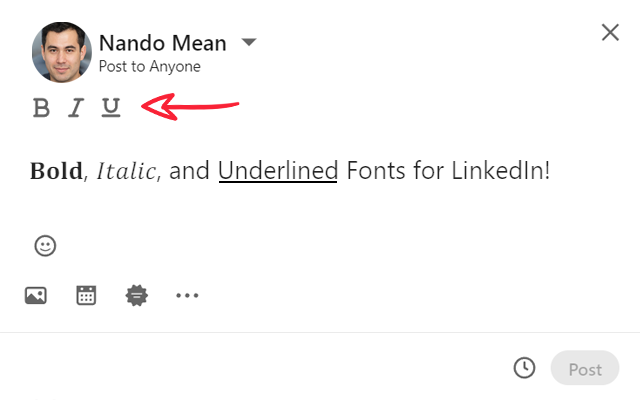 Nando Mean
Post to Anyone
B I U
Bold, Italic, and Underlined Fonts for LinkedIn!
Post